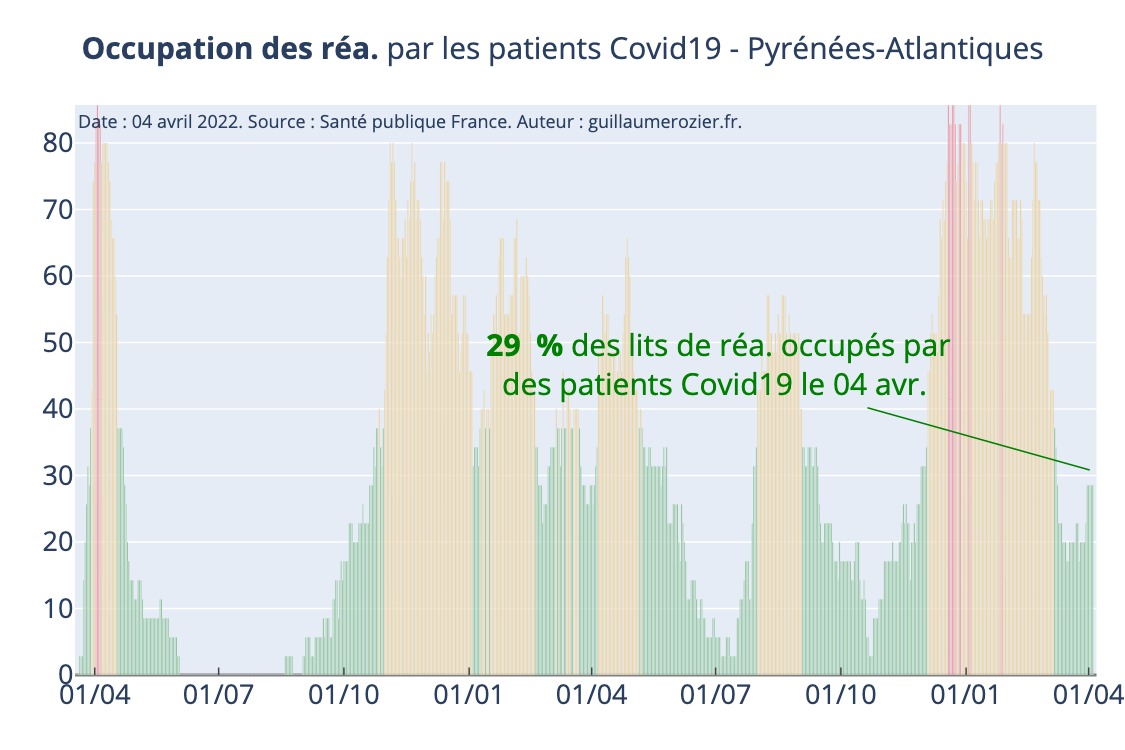 Occupation des réa. par les patients Covid19 - Pyrénées-Atlantiques
Date : 04 avril 2022. Source : Santé publique France. Auteur : guillaumerozier.fr.
80
70
60
50
40
30
20
10
0
29 % des lits de réa. occupés par
des patients Covid19 le 04 avr.
01/04 01/07 01/10 01/01 01/04 01/07 01/10 01/01 01/04